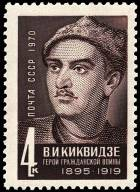 ПОЧТА СССР 1970
4
К
В.И.КИКВИДЗЕ
ГЕРОЙ ГРАЖДАНСКОЙ ВОЙНЫ
1895-1919